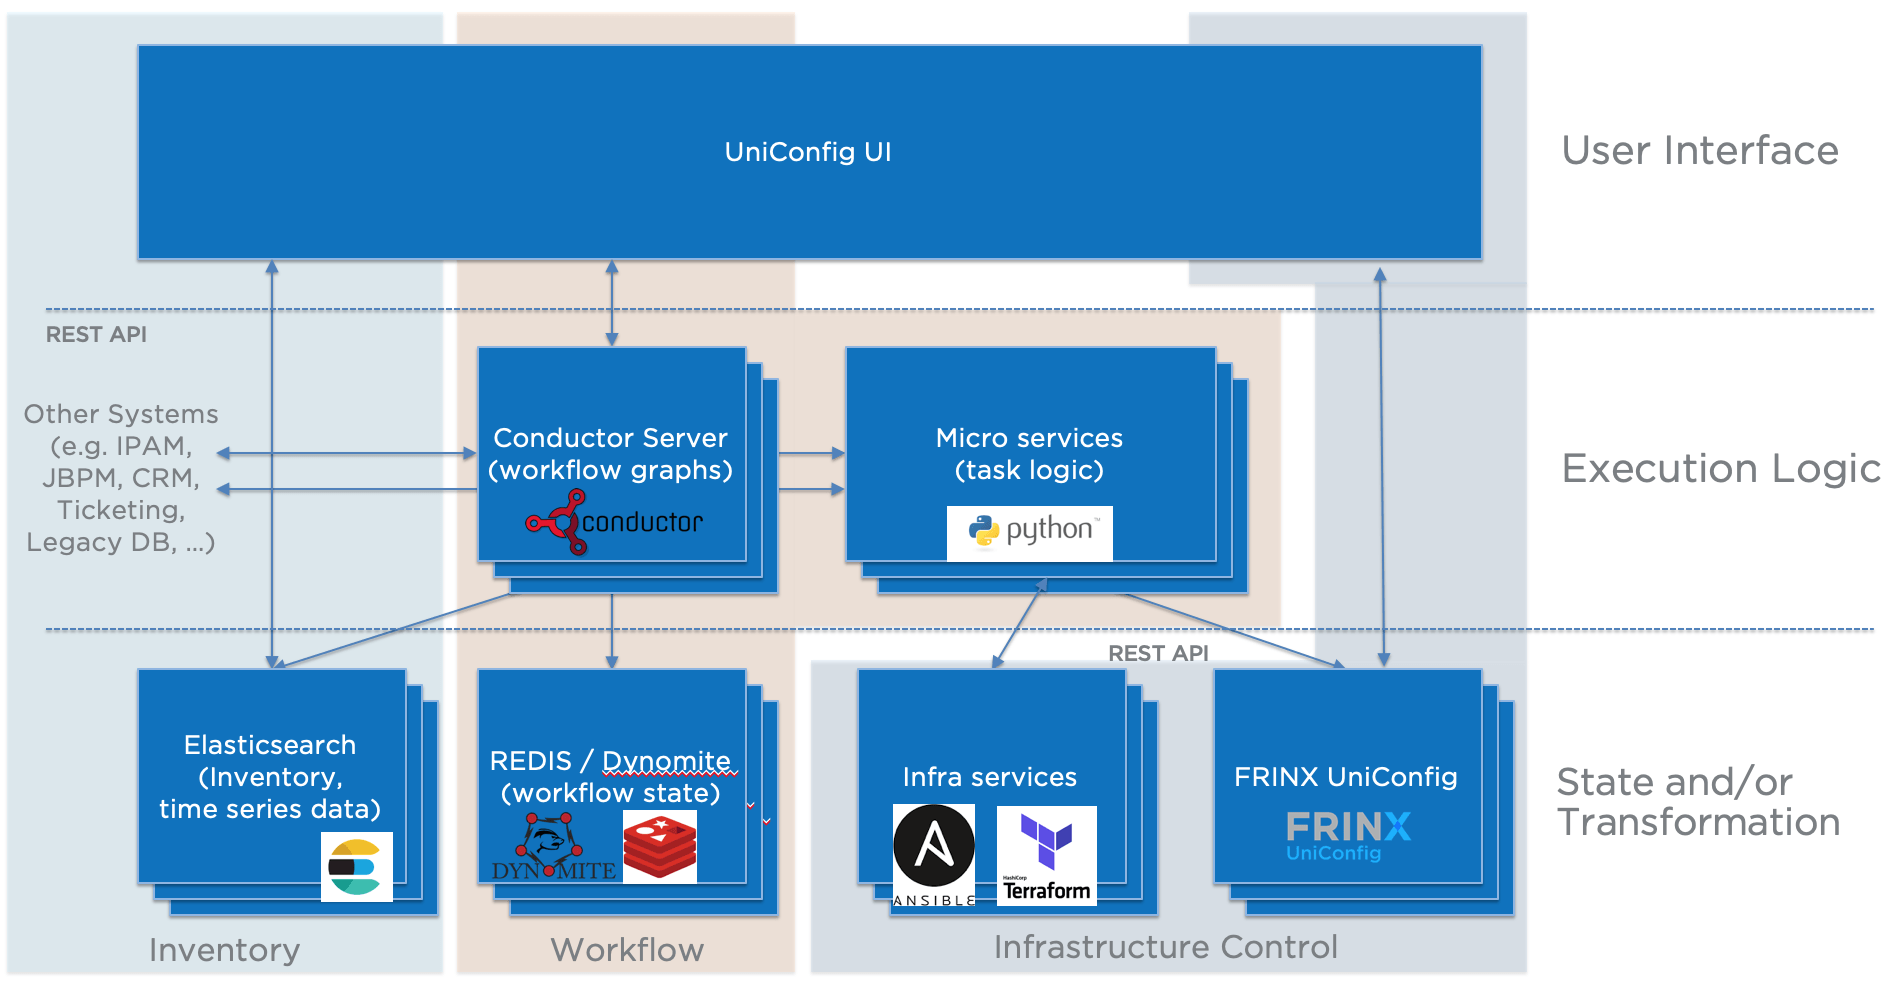 UniConfig UI
User Interface
REST API
Other Systems
(e.g. IPAM,
JBPM, CRM,
Ticketing,
Legacy DB, ...)
Conductor Server
(workflow graphs)
conductor
Micro services
(task logic)
python™
Execution Logic
REST API
Elasticsearch
(Inventory,
time series data)
REDIS / Dynomite
(workflow state)
DYNOMITE
Infra services
ANSIBLE
HashiCorp
Terraform
FRINX UniConfig
FRINX
UniConfig
State and/or
Transformation
Inventory
Workflow
Infrastructure Control